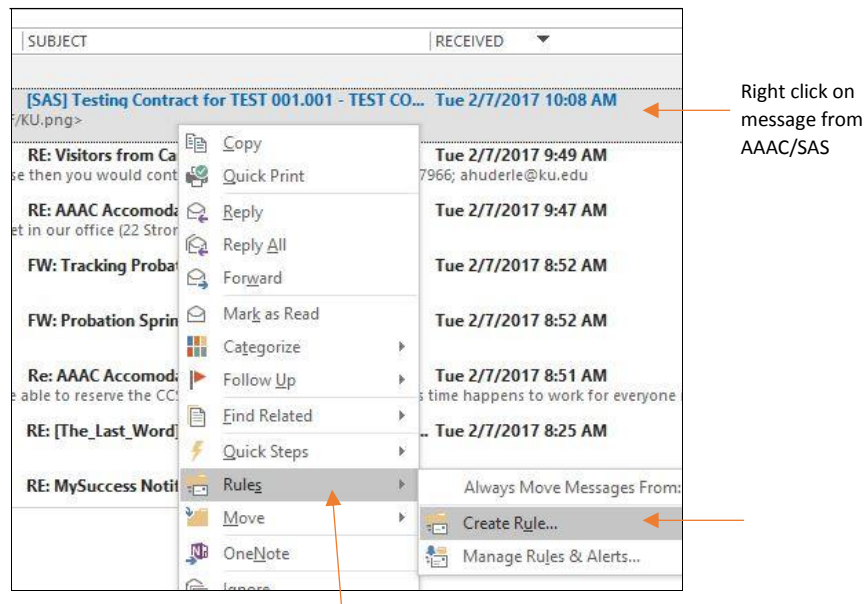 SUBJECT RECEIVED
[SAS] Testing Contract for TEST 001.001 - TEST CO... Tue 2/7/2017 10:08 AM
/KU.png>
Right click on
message from
AAAC/SAS
Copy
RE: Visitors from Ca Tue 2/7/2017 9:49 AM
se then you would cont Quick Print 7966; ahuderle@ku.edu
RE: AAAC Accomoda Reply Tue 2/7/2017 9:47 AM
et in our office (22 Stror
Reply All
FW: Tracking Probat Forward Tue 2/7/2017 8:52 AM
FW: Probation Sprin Mark as Read Tue 2/7/2017 8:52 AM
Categorize
Re: AAAC Accomoda Follow Up Tue 2/7/2017 8:51 AM
able to reserve the CC s time happens to work for everyone
Find Related
RE: [The_Last_Word] .. Tue 2/7/2017 8:25 AM
Quick Steps
RE: MySuccess Notif Rules Always Move Messages From:
Move Create Rule...
OneNote Manage Rules & Alerts...
Ignore